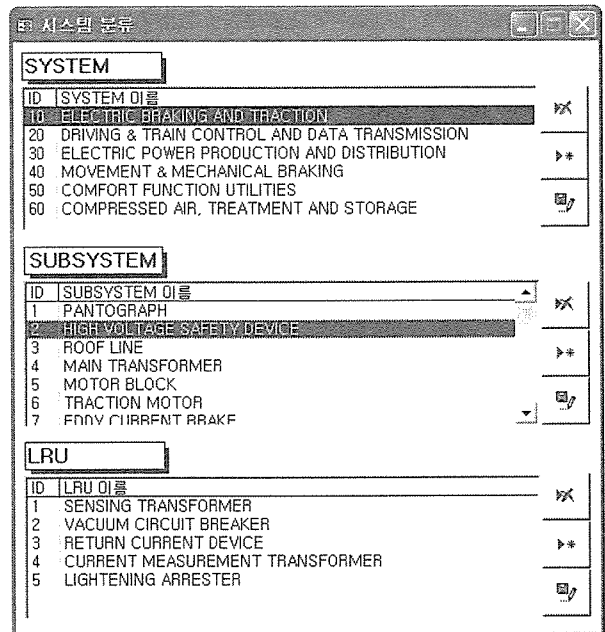 시스템 분류
SYSTEM
ID SYSTEM 이름
10 ELECTRIC BRAKING AND TRACTION
20 DRIVING & TRAIN CONTROL AND DATA TRANSMISSION
30 ELECTRIC POWER PRODUCTION AND DISTRIBUTION
40 MOVEMENT & MECHANICAL BRAKING
50 COMFORT FUNCTION UTILITIES
60 COMPRESSED AIR, TREATMENT AND STORAGE
SUBSYSTEM
ID SUBSYSTEM 이름
1 PANTOGRAPH
2 HIGH VOLTAGE SAFETY DEVICE
3 ROOF LINE
4 MAIN TRANSFORMER
5 MOTOR BLOCK
6 TRACTION MOTOR
7 EDDY CURRENT BRAKE
LRU
ID LRU 이름
1 SENSING TRANSFORMER
2 VACUUM CIRCUIT BREAKER
3 RETURN CURRENT DEVICE
4 CURRENT MEASUREMENT TRANSFORMER
5 LIGHTENING ARRESTER